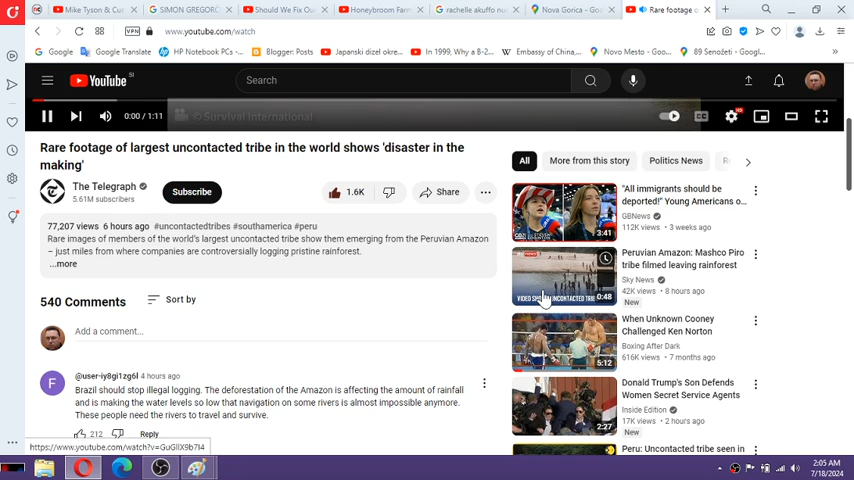 Mike Tyson & Cu
SIMON GREGORČ
Should We Fix Ou
Honeyboom Farm
rachelle akuffo nu
Nova Gorica - Goo
Rare footage o
VPN
www.youtube.com/watch
Google
Google Translate
HP Notebook PC -...
Blogger: Posts
Japanski dizel okre...
In 1999, Why a B-2...
Embassy of China,...
Novo Mesto - Goo...
89 Šenožeti - Googl...
YouTube SI
Search
0:00 / 1:11
© Survival International
CC
HD
Rare footage of largest uncontacted tribe in the world shows 'disaster in the
making'
The Telegraph
5.61M subscribers
Subscribe
1.6K
Share
77,207 views 6 hours ago #uncontactedtribes #southamerica #peru
Rare images of members of the world's largest uncontacted tribe show them emerging from the Peruvian Amazon
– just miles from where companies are controversially logging pristine rainforest.
...more
540 Comments
Sort by
Add a comment...
F
@user-iy8gi1zg6l 4 hours ago
Brazil should stop illegal logging. The deforestation of the Amazon is affecting the amount of rainfall
and is making the water levels so low that navigation on some rivers is almost impossible anymore.
These people need the rivers to travel and survive.
212
Reply
https://www.youtube.com/watch?v=GuGllX9b7I4
All
More from this story
Politics News
"All immigrants should be
deported!" Young Americans o...
GBNews
112K views • 3 weeks ago
3:41
Peruvian Amazon: Mashco Piro
tribe filmed leaving rainforest
Sky News
42K views • 8 hours ago
New
VIDEO SHOWS UNCONTACTED TRIBE
0:48
When Unknown Cooney
Challenged Ken Norton
Boxing After Dark
616K views • 7 months ago
5:12
Donald Trump's Son Defends
Women Secret Service Agents
Inside Edition
17K views • 2 hours ago
New
2:27
Peru: Uncontacted tribe seen in
2:05 AM
7/18/2024